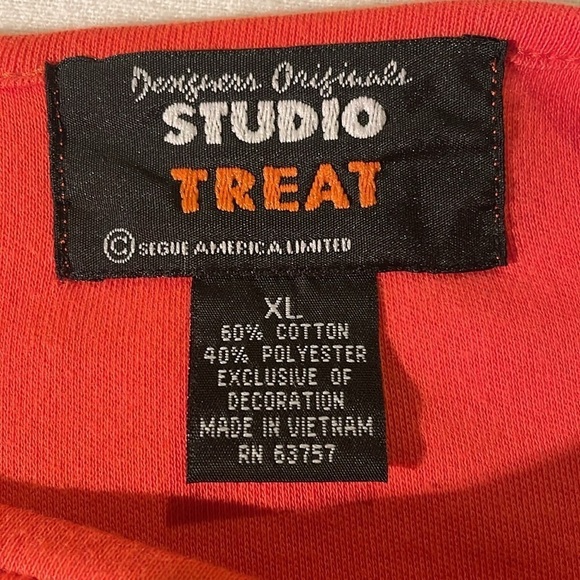 Designers Originals
STUDIO
TREAT
© SEGUE AMERICA LIMITED
XL
60% COTTON
40% POLYESTER
EXCLUSIVE OF
DECORATION
MADE IN VIETNAM
RN 63757